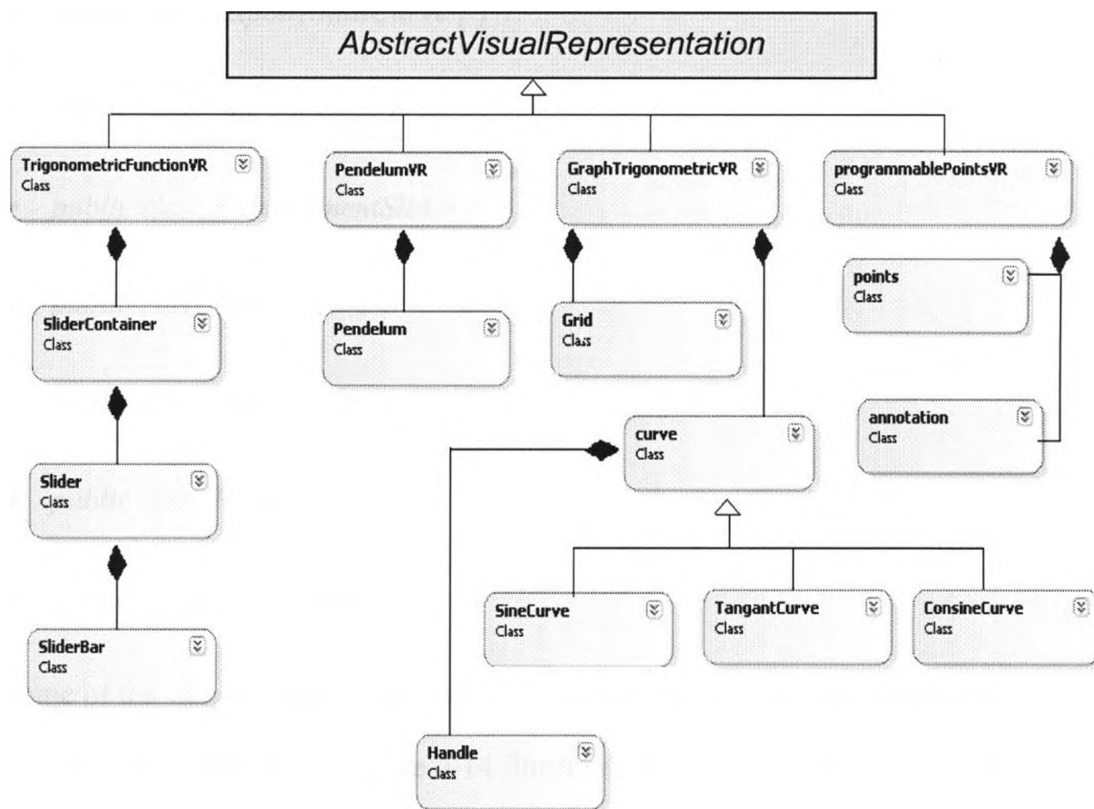 AbstractVisualRepresentation
TrigonometricFunctionVR
Class
PendelumVR
Class
GraphTrigonometricVR
Class
programmablePointsVR
Class
points
Class
SliderContainer
Class
Pendelum
Class
Grid
Class
annotation
Class
curve
Class
Slider
Class
SineCurve
Class
TangantCurve
Class
ConsineCurve
Class
SliderBar
Class
Handle
Class